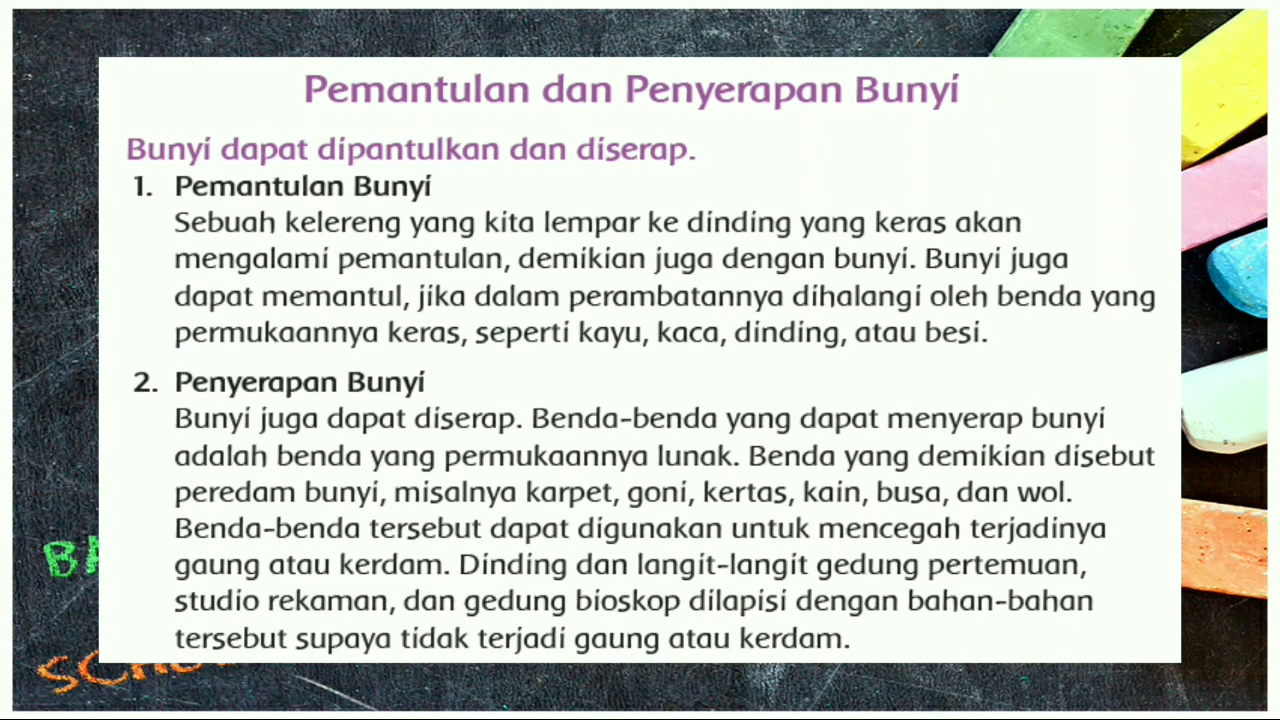 Pemantulan dan Penyerapan Bunyi
Bunyi dapat dipantulkan dan diserap.
1. Pemantulan Bunyi
Sebuah kelereng yang kita lempar ke dinding yang keras akan
mengalami pemantulan, demikian juga dengan bunyi. Bunyi juga
dapat memantul, jika dalam perambatannya dihalangi oleh benda yang
permukaannya keras, seperti kayu, kaca, dinding, atau besi.
2. Penyerapan Bunyi
Bunyi juga dapat diserap. Benda-benda yang dapat menyerap bunyi
adalah benda yang permukaannya lunak. Benda yang demikian disebut
peredam bunyi, misalnya karpet, goni, kertas, kain, busa, dan wol.
Benda-benda tersebut dapat digunakan untuk mencegah terjadinya
gaung atau kerdam. Dinding dan langit-langit gedung pertemuan,
studio rekaman, dan gedung bioskop dilapisi dengan bahan-bahan
tersebut supaya tidak terjadi gaung atau kerdam.